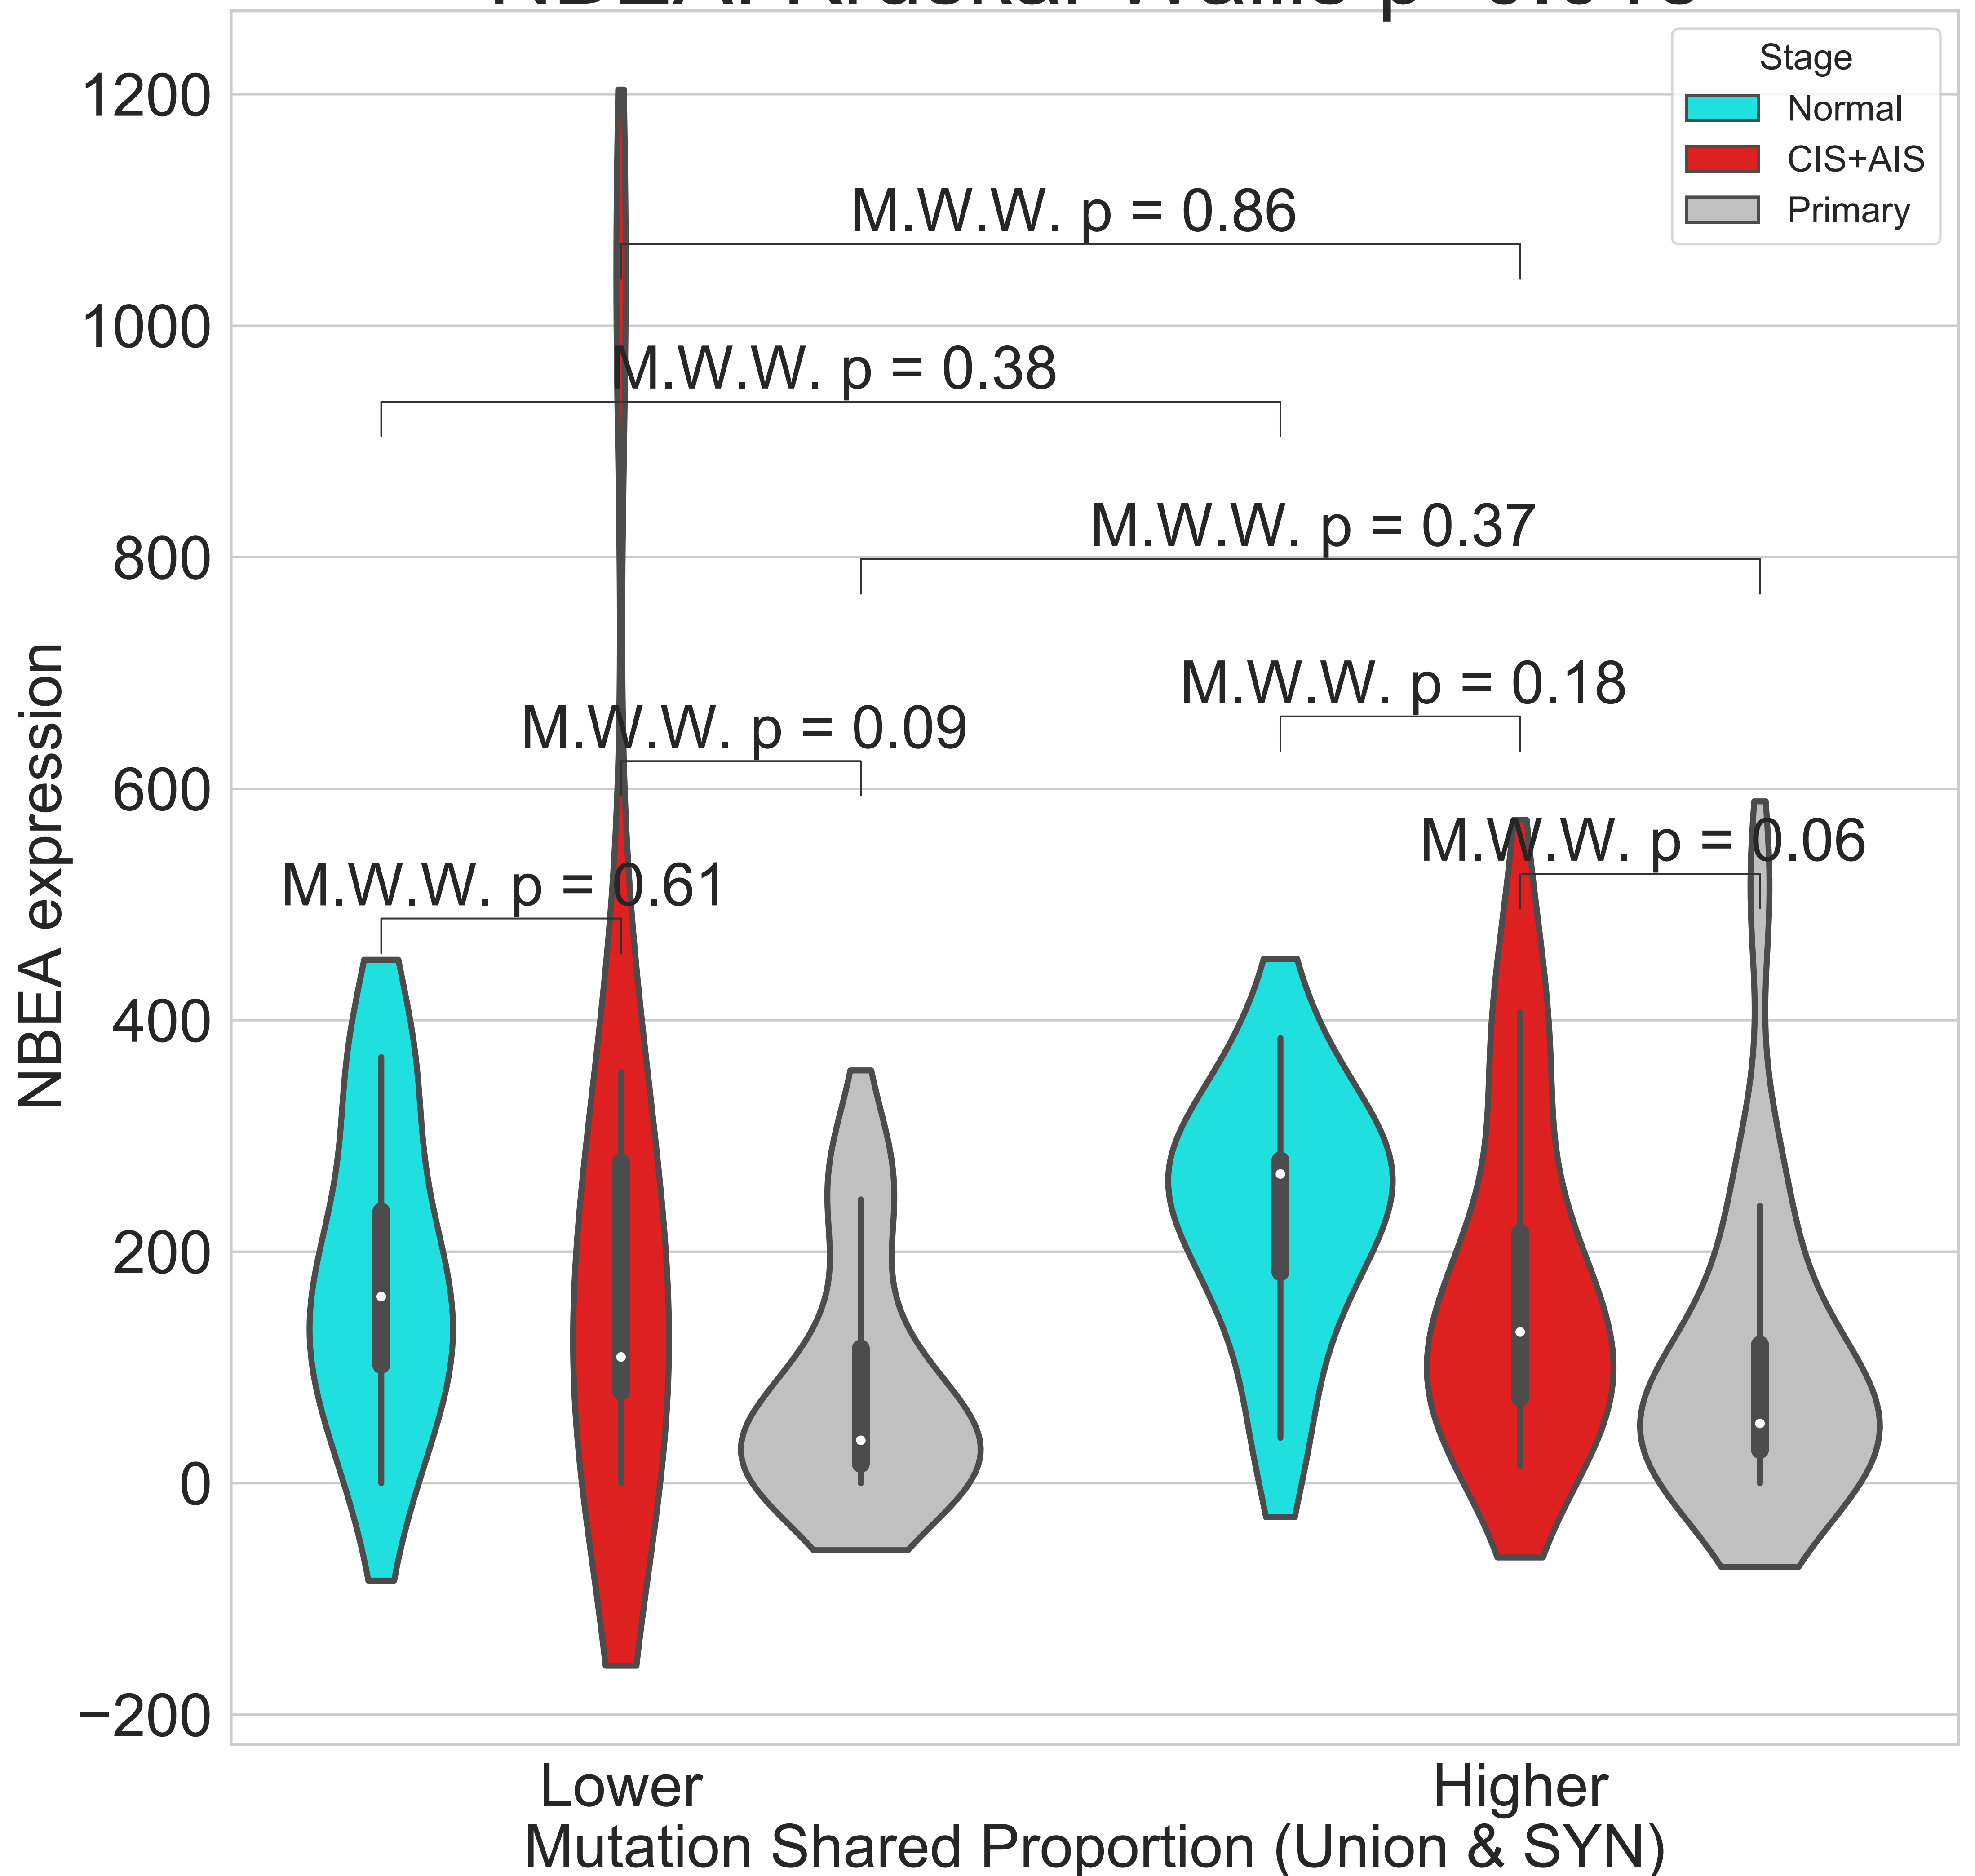 Stage
Normal
CIS+AIS
Primary
1200
1000
800
600
400
200
0
−200
NBEA expression
M.W.W. p = 0.86
M.W.W. p = 0.38
M.W.W. p = 0.37
M.W.W. p = 0.18
M.W.W. p = 0.09
M.W.W. p = 0.06
M.W.W. p = 0.61
Lower
Higher
Mutation Shared Proportion (Union & SYN)